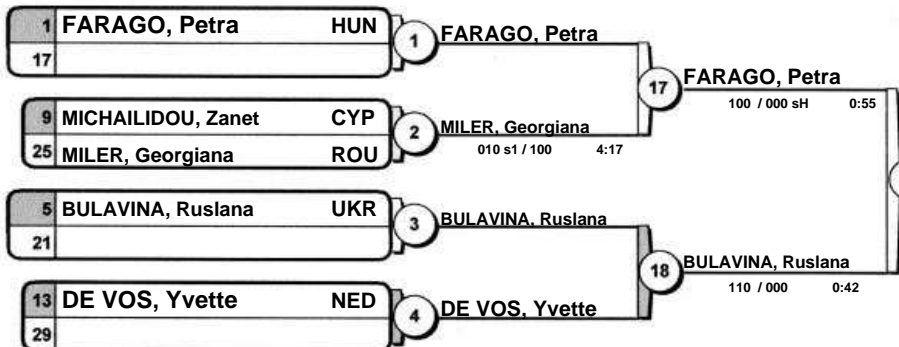 1 FARAGO, Petra HUN
17
1 FARAGO, Petra
9 MICHAILIDOU, Zanet CYP
25 MILER, Georgiana ROU
2 MILER, Georgiana
010 s1 / 100 4:17
17 FARAGO, Petra
100 / 000 sH 0:55
5 BULAVINA, Ruslana UKR
21
3 BULAVINA, Ruslana
13 DE VOS, Yvette NED
29
4 DE VOS, Yvette
18 BULAVINA, Ruslana
110 / 000 0:42